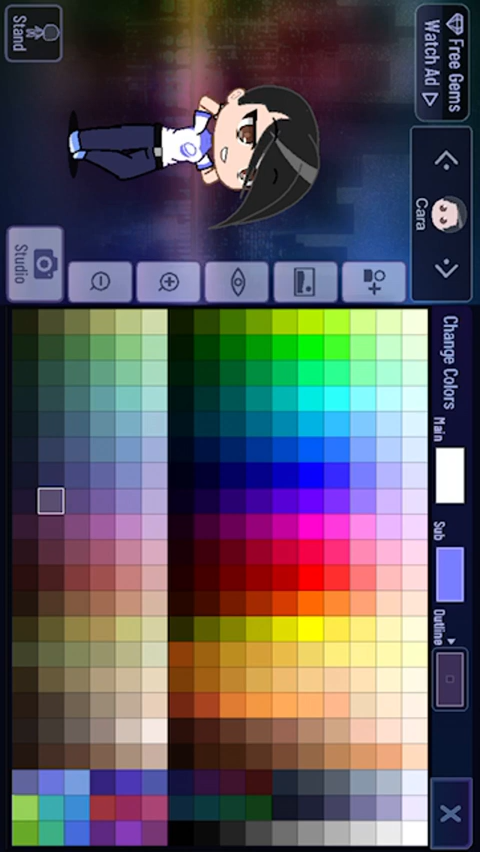 Stand
Free Gems
Watch Ad
Cara
Studio
Change Colors
Main
Sub
Outline
X